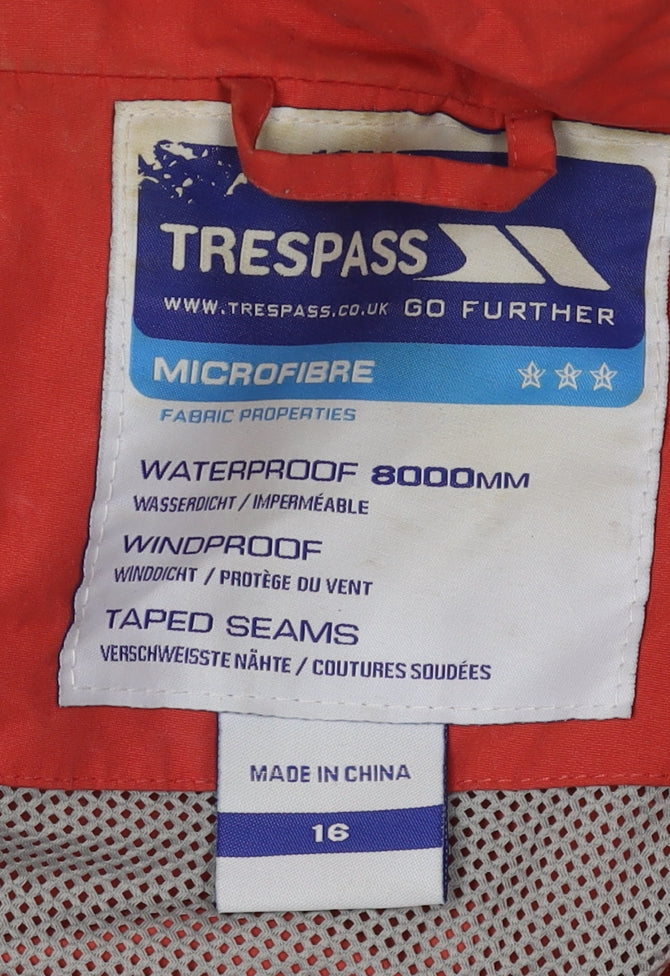 TRESPASS
WWW.TRESPASS.CO.UK GO FURTHER
MICROFIBRE
FABRIC PROPERTIES
WATERPROOF 8000MM
WASSERDICHT / IMPERMÉABLE
WINDPROOF
WINDDICHT / PROTÈGE DU VENT
TAPED SEAMS
VERSCHWEISSTE NÄHTE / COUTURES SOUDÉES
MADE IN CHINA
16